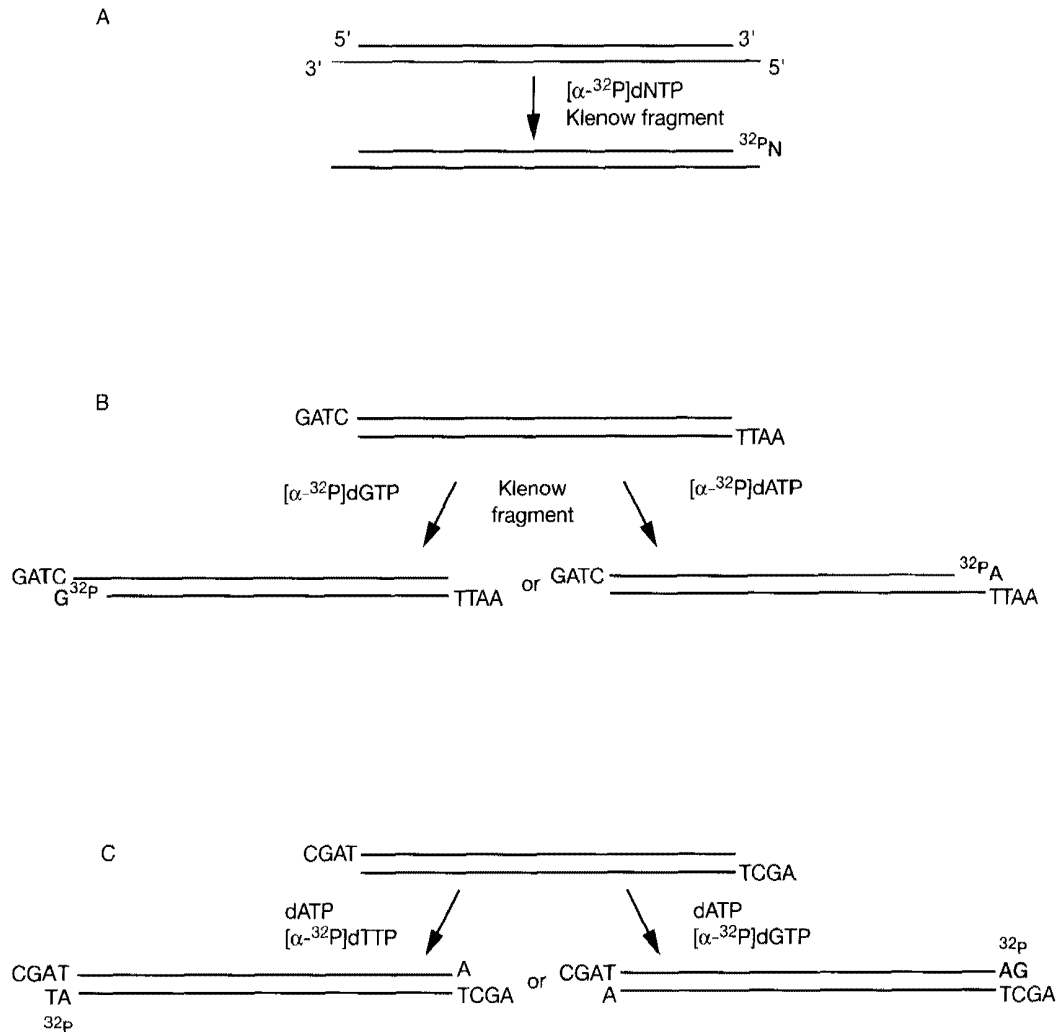 A
5' 3'
3' 5'
[α-³²P]dNTP
Klenow fragment
³²PN
B
GATC
TTAA
[α-³²P]dGTP
Klenow
fragment
[α-³²P]dATP
GATC
G³²P
TTAA
or
GATC
³²PA
TTAA
C
CGAT
TCGA
dATP
[α-³²P]dTTP
dATP
[α-³²P]dGTP
CGAT
TA
³²P
A
TCGA
or
CGAT
A
³²P
AG
TCGA